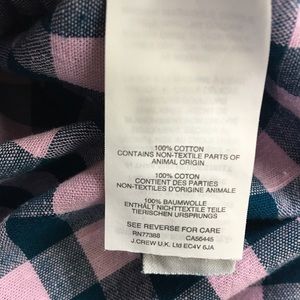 100% COTTON
CONTAINS NON-TEXTILE PARTS OF
ANIMAL ORIGIN
100% COTON
CONTIENT DES PARTIES
NON-TEXTILES D'ORIGINE ANIMALE
100% BAUMWOLLE
ENTHÄLT NICHTTEXTILE TEILE
TIERISCHEN URSPRUNGS
SEE REVERSE FOR CARE
RN77388 CA56445
J.CREW U.K. Ltd EC4V 6JA